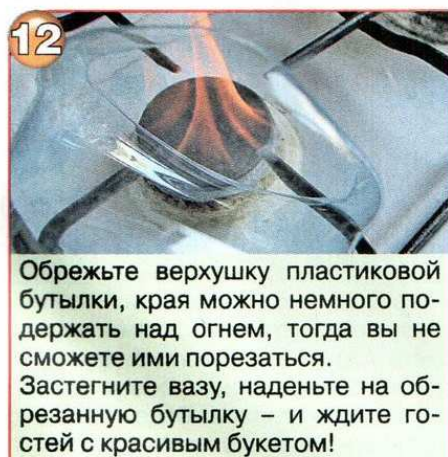 12
Обрежьте верхушку пластиковой
бутылки, края можно немного по-
держать над огнем, тогда вы не
сможете ими порезаться.
Застегните вазу, наденьте на об-
резанную бутылку – и ждите го-
стей с красивым букетом!